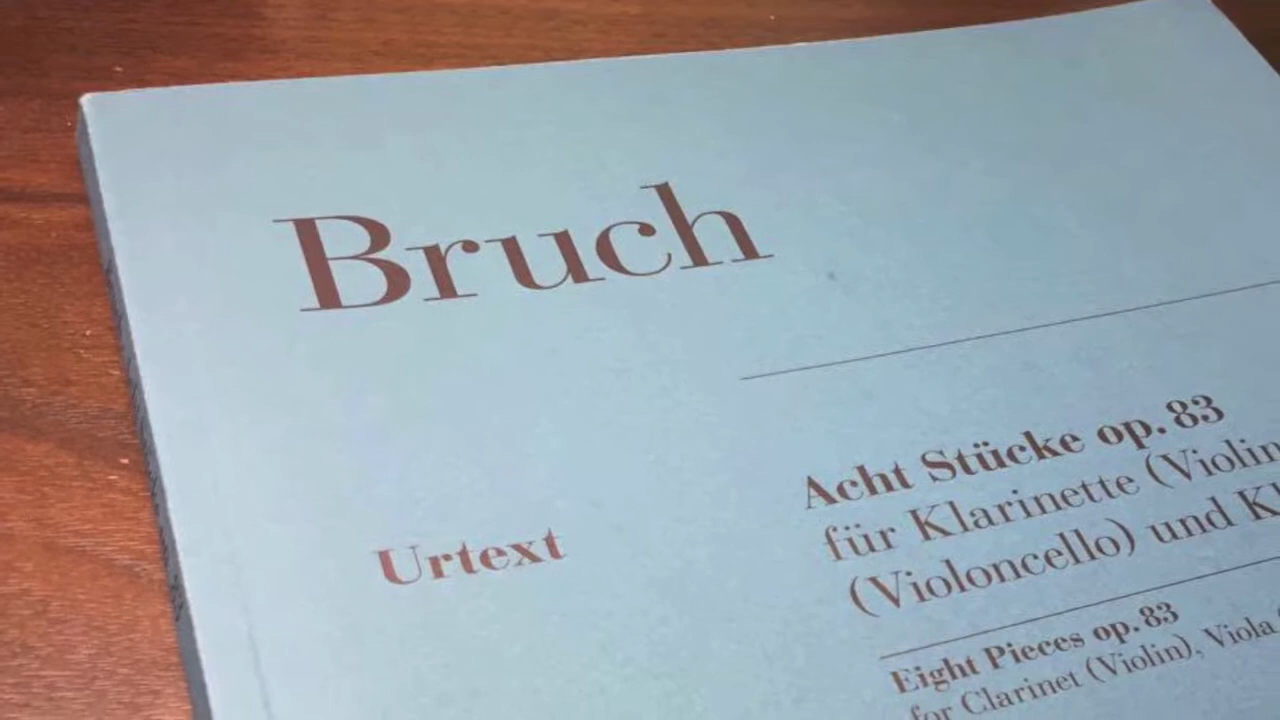 Bruch
Acht Stücke op. 83
für Klarinette (Violin
(Violoncello) und Kl
Urtext
Eight Pieces op. 83
for Clarinet (Violin), Viola